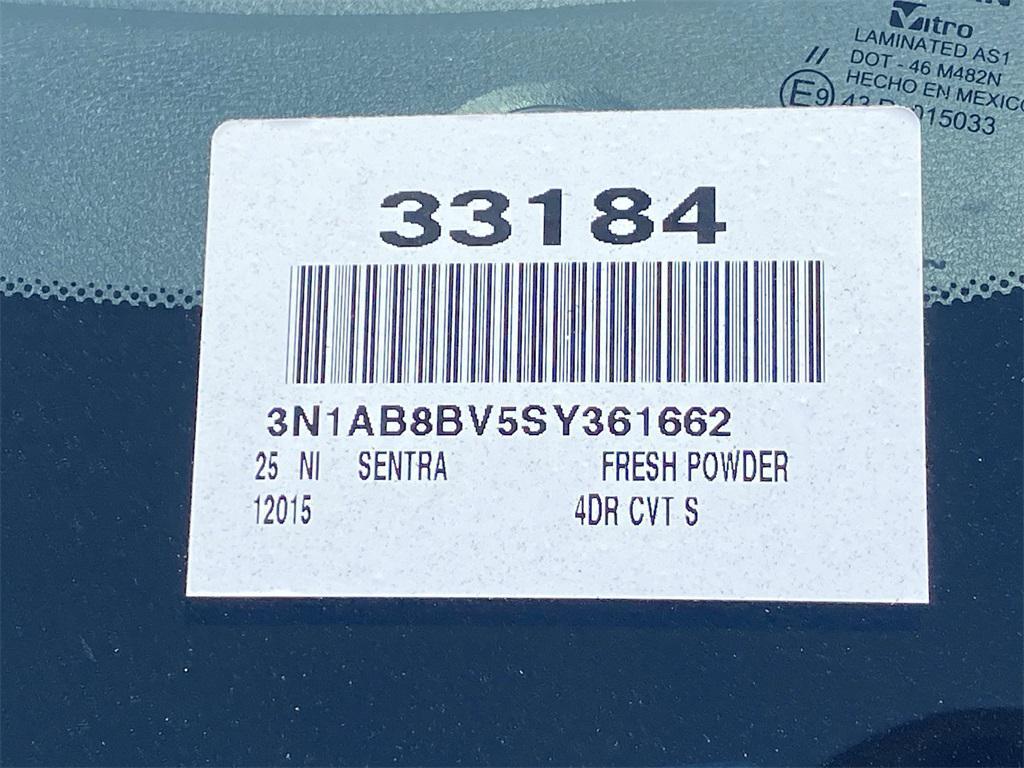 Vitro
LAMINATED AS1
DOT - 46 M482N
HECHO EN MEXICO
E9
015033
33184
3N1AB8BV5SY361662
25 NI SENTRA FRESH POWDER
12015 4DR CVT S